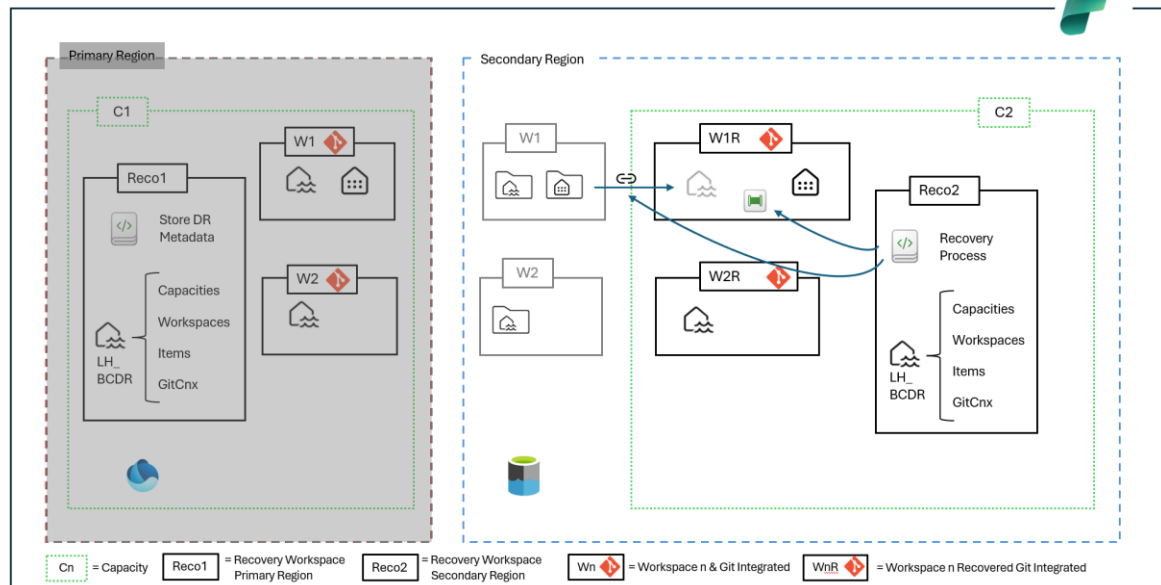 Primary Region
C1
W1
Reco1
Store DR
Metadata
W2
Capacities
Workspaces
Items
GitCnx
LH_
BCDR
Secondary Region
C2
W1
W1R
Reco2
Recovery
Process
W2
W2R
Capacities
Workspaces
Items
GitCnx
LH_
BCDR
Cn = Capacity
Reco1 = Recovery Workspace
Primary Region
Reco2 = Recovery Workspace
Secondary Region
Wn = Workspace n & Git Integrated
WnR = Workspace n Recovered Git Integrated